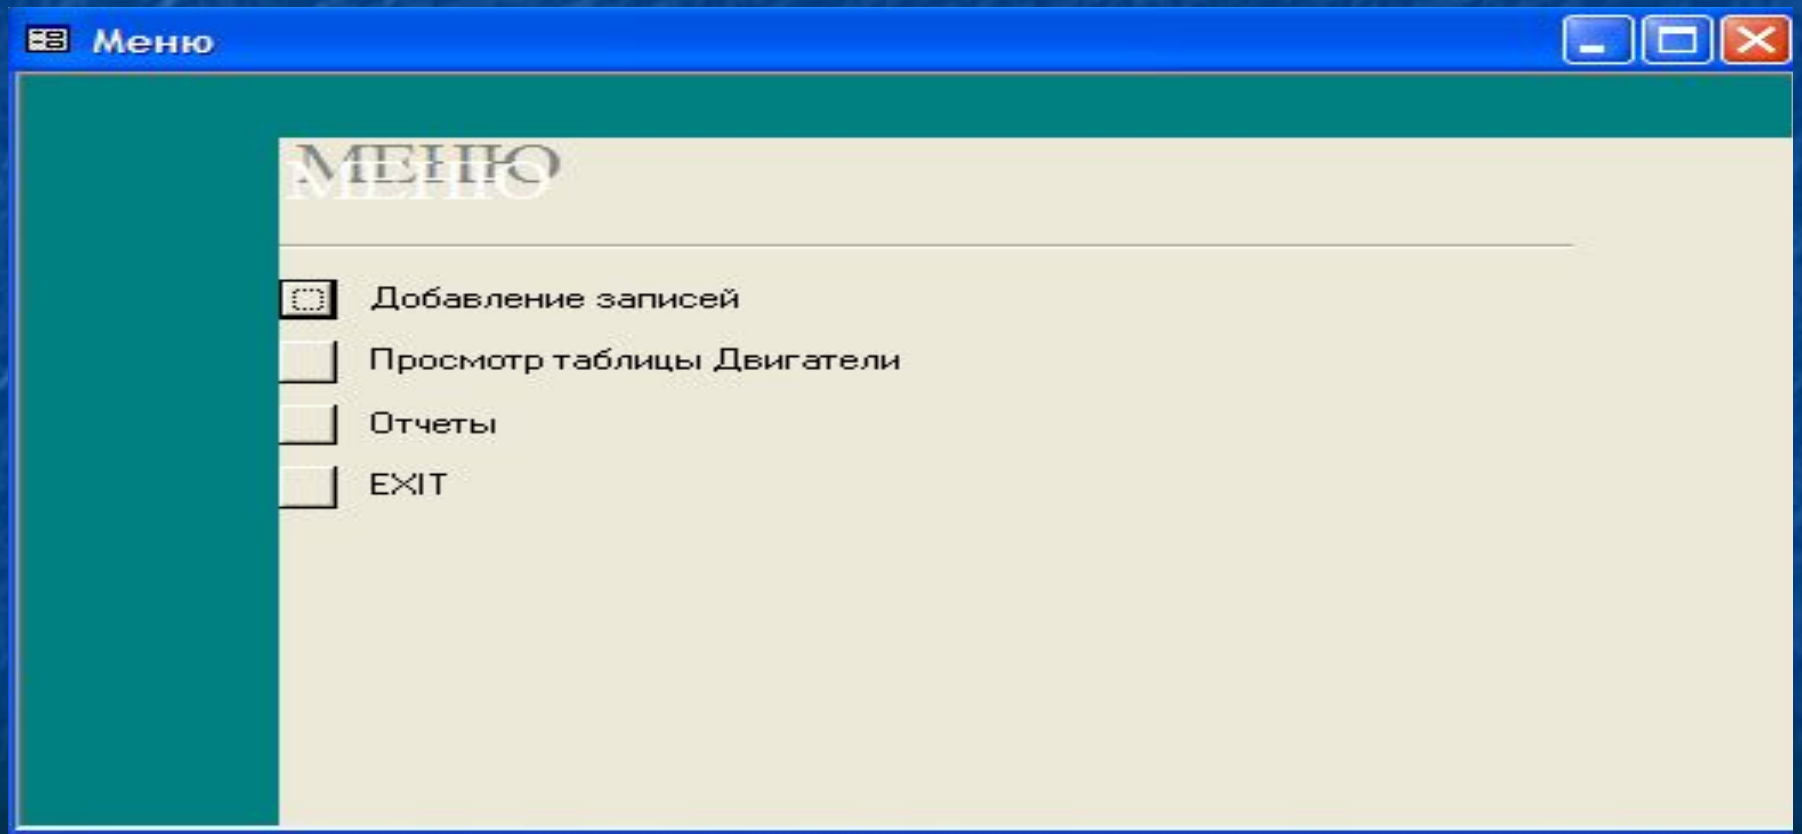 Меню
МЕНЮ
Добавление записей
Просмотр таблицы Двигатели
Отчеты
EXIT